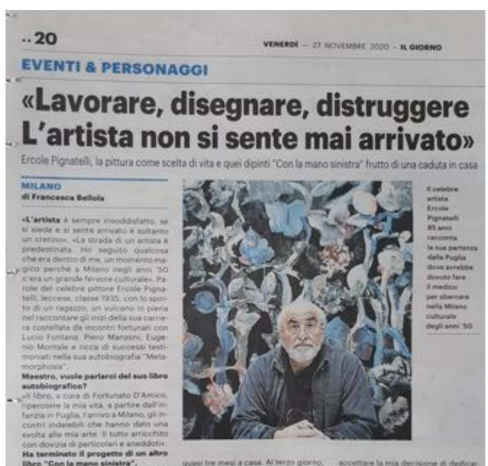 ..20
VENERDÌ — 27 NOVEMBRE 2020 – IL GIORNO
EVENTI & PERSONAGGI
«Lavorare, disegnare, distruggere
L'artista non si sente mai arrivato»
Ercole Pignatelli, la pittura come scelta di vita e quei dipinti "Con la mano sinistra" frutto di una caduta in casa
MILANO
di Francesca Bellola
«L'artista è sempre insoddisfatto, se
si siede e si sente arrivato è soltanto
un cretino». «La strada di un artista è
predestinata. Ho seguito qualcosa
che era dentro di me, un momento ma-
gico perché a Milano negli anni '50
c'era un grande fervore culturale». Pa-
role del celebre pittore Ercole Pigna-
telli, leccese, classe 1935, con lo spiri-
to di un ragazzo, un vulcano in piena
nel raccontare gli inizi della sua carrie-
ra costellata da incontri fortunati con
Lucio Fontana, Piero Manzoni, Euge-
nio Montale e ricca di successi testi-
moniati nella sua autobiografia "Meta-
morphosis".
Maestro, vuole parlarci del suo libro
autobiografico?
«Il libro, a cura di Fortunato D'Amico,
ripercorre la mia vita, a partire dall'in-
fanzia in Puglia, l'arrivo a Milano, gli in-
contri indelebili che hanno dato una
svolta alla mia arte. Il tutto arricchito
con dovizia di particolari e aneddoti».
Ha terminato il progetto di un altro
libro "Con la mano sinistra".
Il celebre
artista
Ercole
Pignatelli
85 anni
racconta
la sua partenza
dalla Puglia
dove avrebbe
dovuto fare
il medico
per sbarcare
nella Milano
culturale
degli anni '50
quasi tre mesi a casa. Al terzo giorno,
accettare la mia decisione di dedicar-